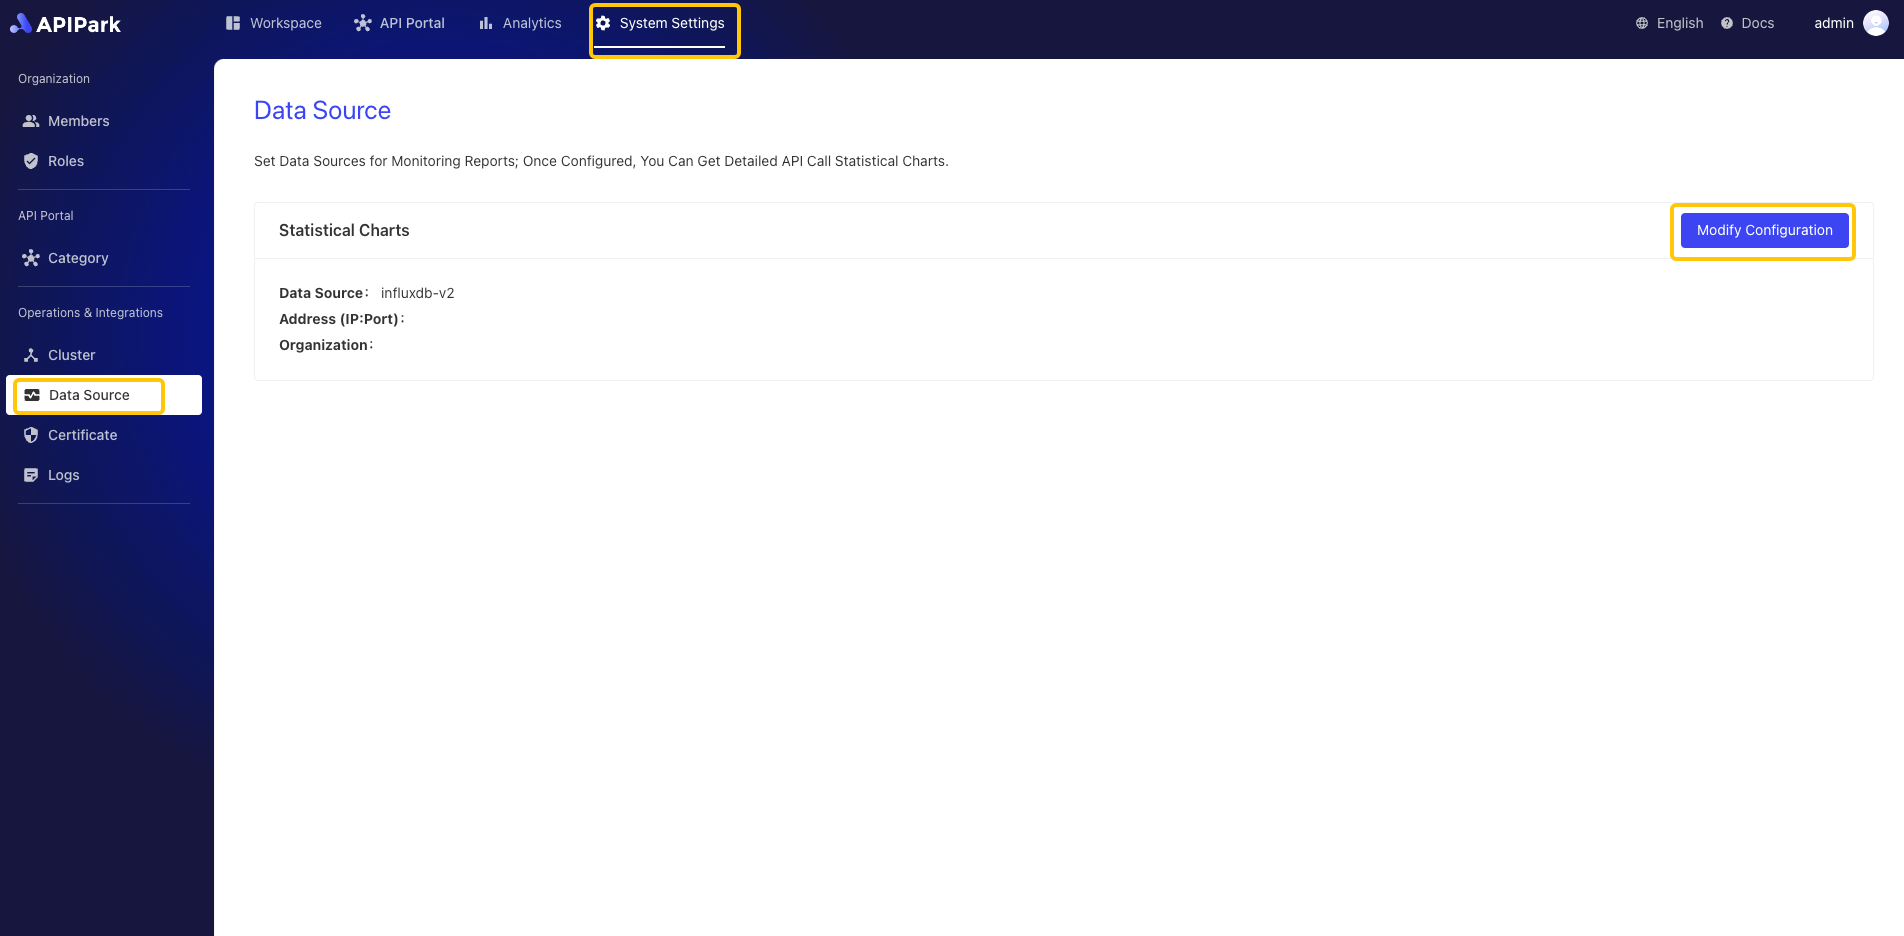 APIPark
Workspace
API Portal
Analytics
System Settings
English
Docs
admin
Organization
Members
Roles
API Portal
Category
Operations & Integrations
Cluster
Data Source
Certificate
Logs
Data Source
Set Data Sources for Monitoring Reports; Once Configured, You Can Get Detailed API Call Statistical Charts.
Statistical Charts
Modify Configuration
Data Source: influxdb-v2
Address (IP:Port):
Organization: